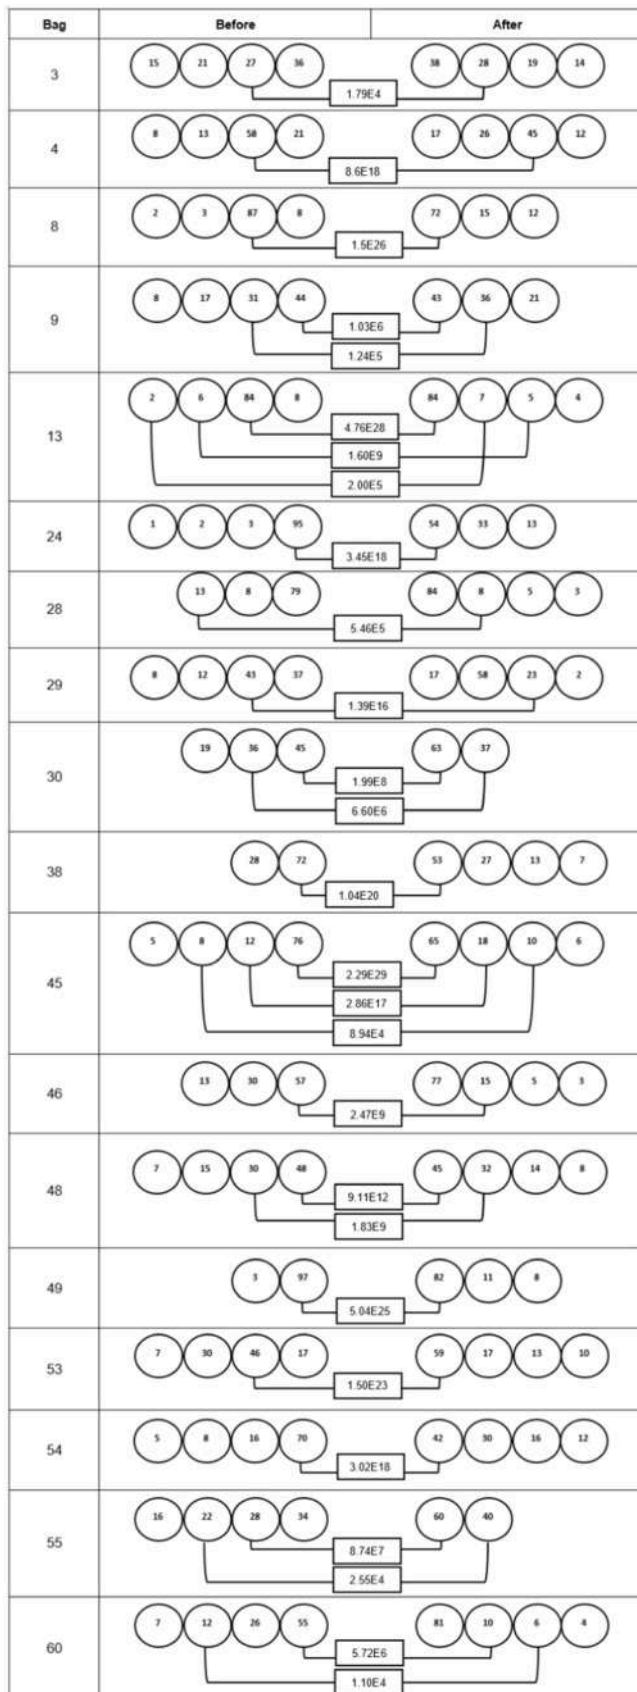 Bag Before After
3 15 21 27 36 38 28 19 14
1.79E4
4 8 13 58 21 17 26 45 12
8.6E18
8 2 3 87 8 72 15 12
1.5E26
9 8 17 31 44 43 36 21
1.03E6
1.24E5
13 2 6 84 8 84 7 5 4
4.76E28
1.60E9
2.00E5
24 1 2 3 95 54 33 13
3.45E18
28 13 8 79 84 8 5 3
5.46E5
29 8 12 43 37 17 58 23 2
1.39E16
30 19 36 45 63 37
1.99E8
6.60E6
38 28 72 53 27 13 7
1.04E20
45 5 8 12 76 65 18 10 6
2.29E29
2.86E17
8.94E4
46 13 30 57 77 15 5 3
2.47E9
48 7 15 30 48 45 32 14 8
9.11E12
1.83E9
49 3 97 82 11 8
5.04E25
53 7 30 46 17 59 17 13 10
1.50E23
54 5 8 16 70 42 30 16 12
3.02E18
55 16 22 28 34 60 40
8.74E7
2.55E4
60 7 12 26 55 81 10 6 4
5.72E6
1.10E4